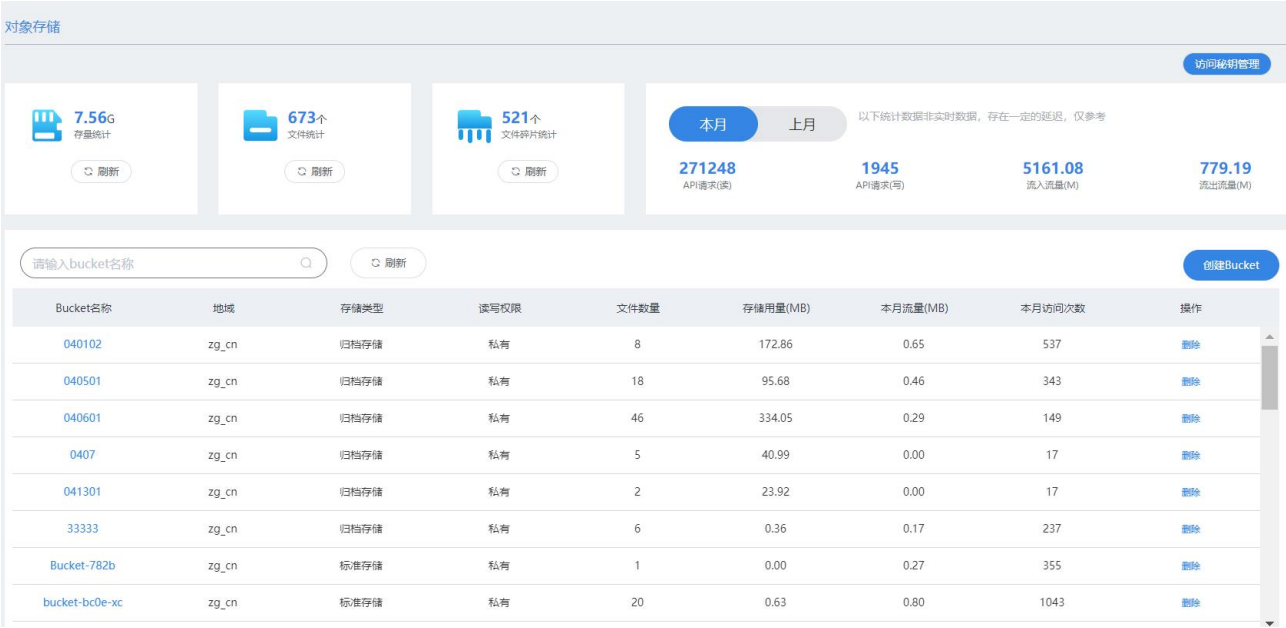 对象存储
访问秘钥管理
7.56G
存量统计
刷新
673个
文件统计
刷新
521个
文件碎片统计
刷新
本月 上月 以下统计数据非实时数据，存在一定的延迟，仅参考
271248 1945 5161.08 779.19
API请求(读) API请求(写) 流入流量(M) 流出流量(M)
请输入bucket名称 刷新 创建Bucket
Bucket名称 地域 存储类型 读写权限 文件数量 存储用量(MB) 本月流量(MB) 本月访问次数 操作
040102 zg_cn 归档存储 私有 8 172.86 0.65 537 删除
040501 zg_cn 归档存储 私有 18 95.68 0.46 343 删除
040601 zg_cn 归档存储 私有 46 334.05 0.29 149 删除
0407 zg_cn 归档存储 私有 5 40.99 0.00 17 删除
041301 zg_cn 归档存储 私有 2 23.92 0.00 17 删除
33333 zg_cn 归档存储 私有 6 0.36 0.17 237 删除
Bucket-782b zg_cn 标准存储 私有 1 0.00 0.27 355 删除
bucket-bc0e-xc zg_cn 标准存储 私有 20 0.63 0.80 1043 删除